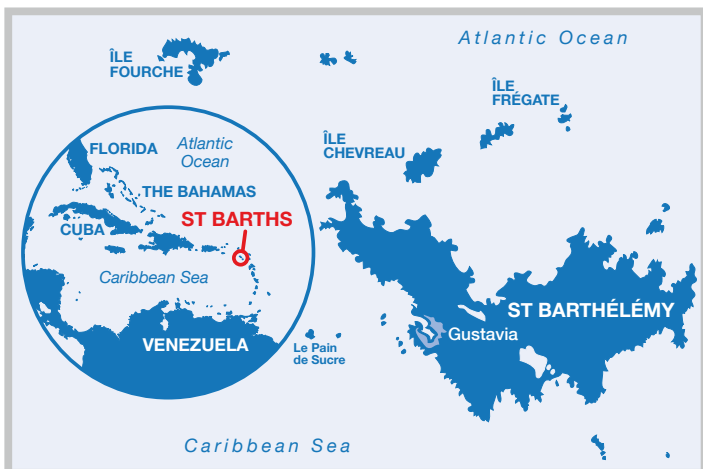 Atlantic Ocean
ÎLE
FOURCHE
ÎLE
FRÉGATE
ÎLE
CHEVREAU
FLORIDA
Atlantic
Ocean
THE BAHAMAS
ST BARTHS
CUBA
Caribbean Sea
VENEZUELA
ST BARTHÉLÉMY
Gustavia
Le Pain
de Sucre
Caribbean Sea